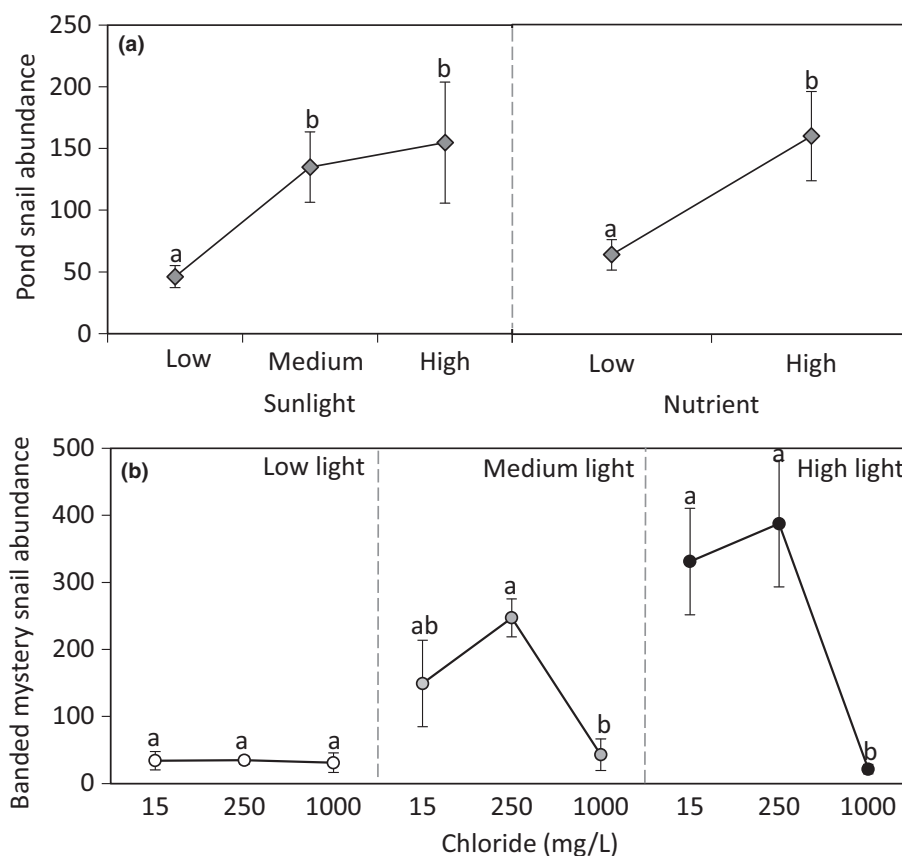 250
(a)
200
150
100
50
0
Pond snail abundance
a
b
b
a
b
Low
Medium
High
Low
High
Sunlight
Nutrient
500
(b)
Low light
Medium light
High light
400
300
200
100
0
Banded mystery snail abundance
a
a
a
ab
a
b
a
a
b
15
250
1000
15
250
1000
15
250
1000
Chloride (mg/L)